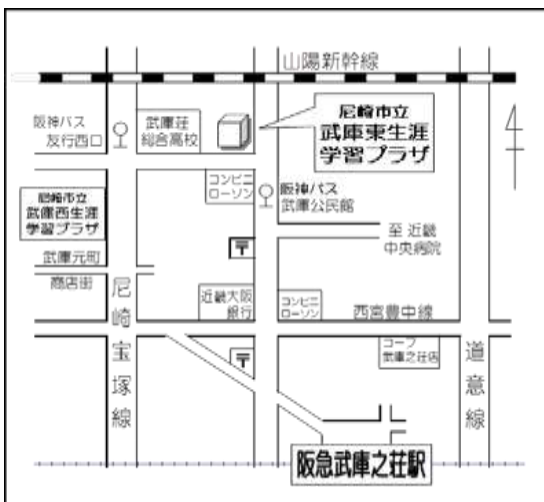 山陽新幹線
尼崎市立
武庫東生涯
学習プラザ
阪神バス
友行西口
武庫荘
総合高校
コンビニ
ローソン
阪神バス
武庫公民館
尼崎市立
武庫西生涯
学習プラザ
至 近畿
中央病院
〒
武庫元町
商店街
近畿大阪
銀行
コンビニ
ローソン
西宮豊中線
尼崎宝塚線
〒
コープ
武庫之荘店
道意線
阪急武庫之荘駅
4